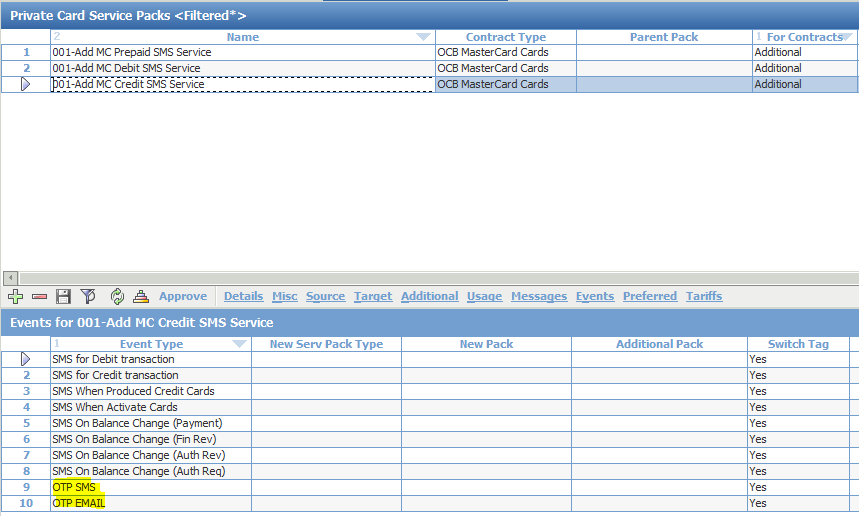 Private Card Service Packs <Filtered*>
2 Name Contract Type Parent Pack 1 For Contracts
1 001-Add MC Prepaid SMS Service OCB MasterCard Cards Additional
2 001-Add MC Debit SMS Service OCB MasterCard Cards Additional
001-Add MC Credit SMS Service OCB MasterCard Cards Additional
Approve Details Misc Source Target Additional Usage Messages Events Preferred Tariffs
Events for 001-Add MC Credit SMS Service
1 Event Type New Serv Pack Type New Pack Additional Pack Switch Tag
SMS for Debit transaction Yes
2 SMS for Credit transaction Yes
3 SMS When Produced Credit Cards Yes
4 SMS When Activate Cards Yes
5 SMS On Balance Change (Payment) Yes
6 SMS On Balance Change (Fin Rev) Yes
7 SMS On Balance Change (Auth Rev) Yes
8 SMS On Balance Change (Auth Req) Yes
9 OTP SMS Yes
10 OTP EMAIL Yes